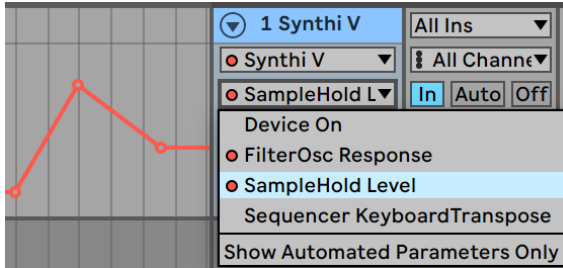 1 Synthi V
All Ins
Synthi V
All Channe
SampleHold L
In Auto Off
Device On
FilterOsc Response
SampleHold Level
Sequencer KeyboardTranspose
Show Automated Parameters Only